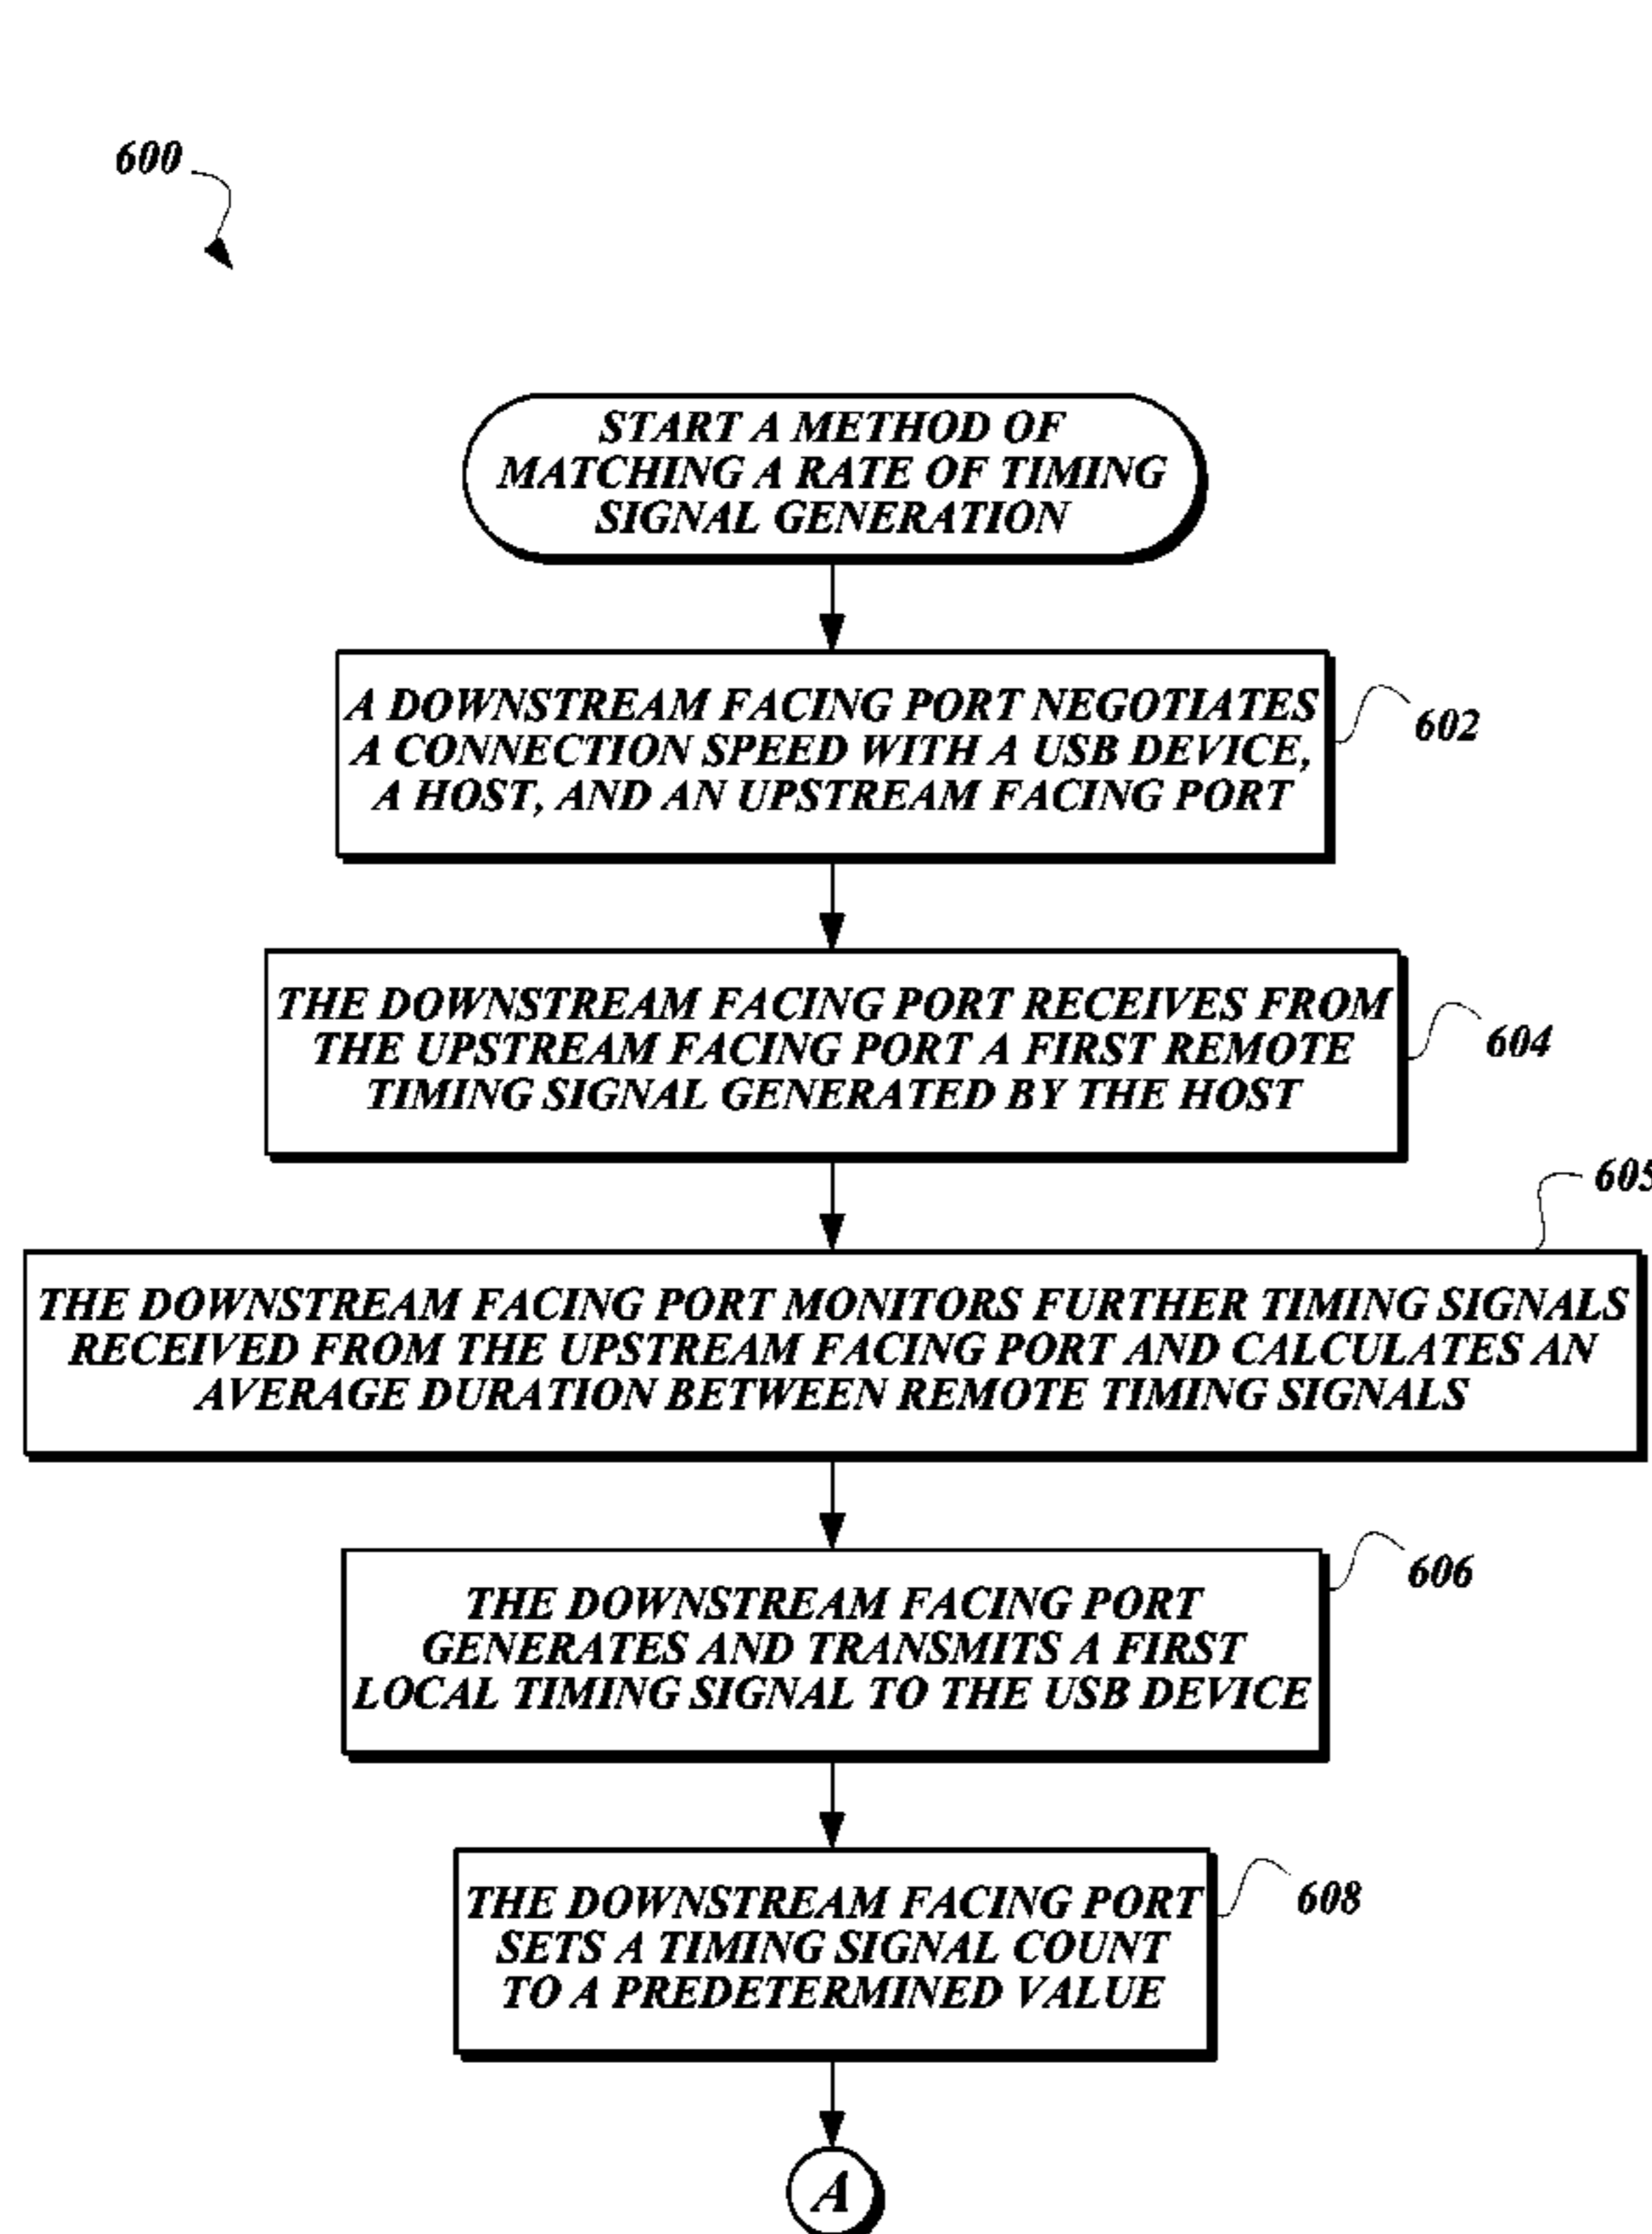 600
START A METHOD OF
MATCHING A RATE OF TIMING
SIGNAL GENERATION
A DOWNSTREAM FACING PORT NEGOTIATES
A CONNECTION SPEED WITH A USB DEVICE,
A HOST, AND AN UPSTREAM FACING PORT
602
THE DOWNSTREAM FACING PORT RECEIVES FROM
THE UPSTREAM FACING PORT A FIRST REMOTE
TIMING SIGNAL GENERATED BY THE HOST
604
605
THE DOWNSTREAM FACING PORT MONITORS FURTHER TIMING SIGNALS
RECEIVED FROM THE UPSTREAM FACING PORT AND CALCULATES AN
AVERAGE DURATION BETWEEN REMOTE TIMING SIGNALS
606
THE DOWNSTREAM FACING PORT
GENERATES AND TRANSMITS A FIRST
LOCAL TIMING SIGNAL TO THE USB DEVICE
608
THE DOWNSTREAM FACING PORT
SETS A TIMING SIGNAL COUNT
TO A PREDETERMINED VALUE
A